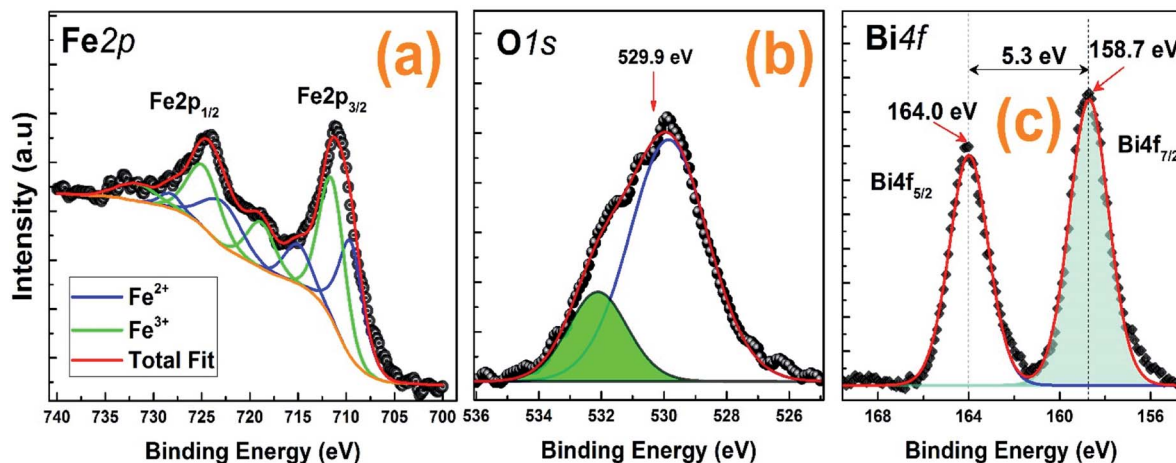 Fe2p
(a)
Fe2p1/2
Fe2p3/2
Fe2+
Fe3+
Total Fit
Intensity (a.u)
740 735 730 725 720 715 710 705 700
Binding Energy (eV)
O1s
(b)
529.9 eV
536 534 532 530 528 526
Binding Energy (eV)
Bi4f
(c)
158.7 eV
5.3 eV
164.0 eV
Bi4f7/2
Bi4f5/2
168 164 160 156
Binding Energy (eV)